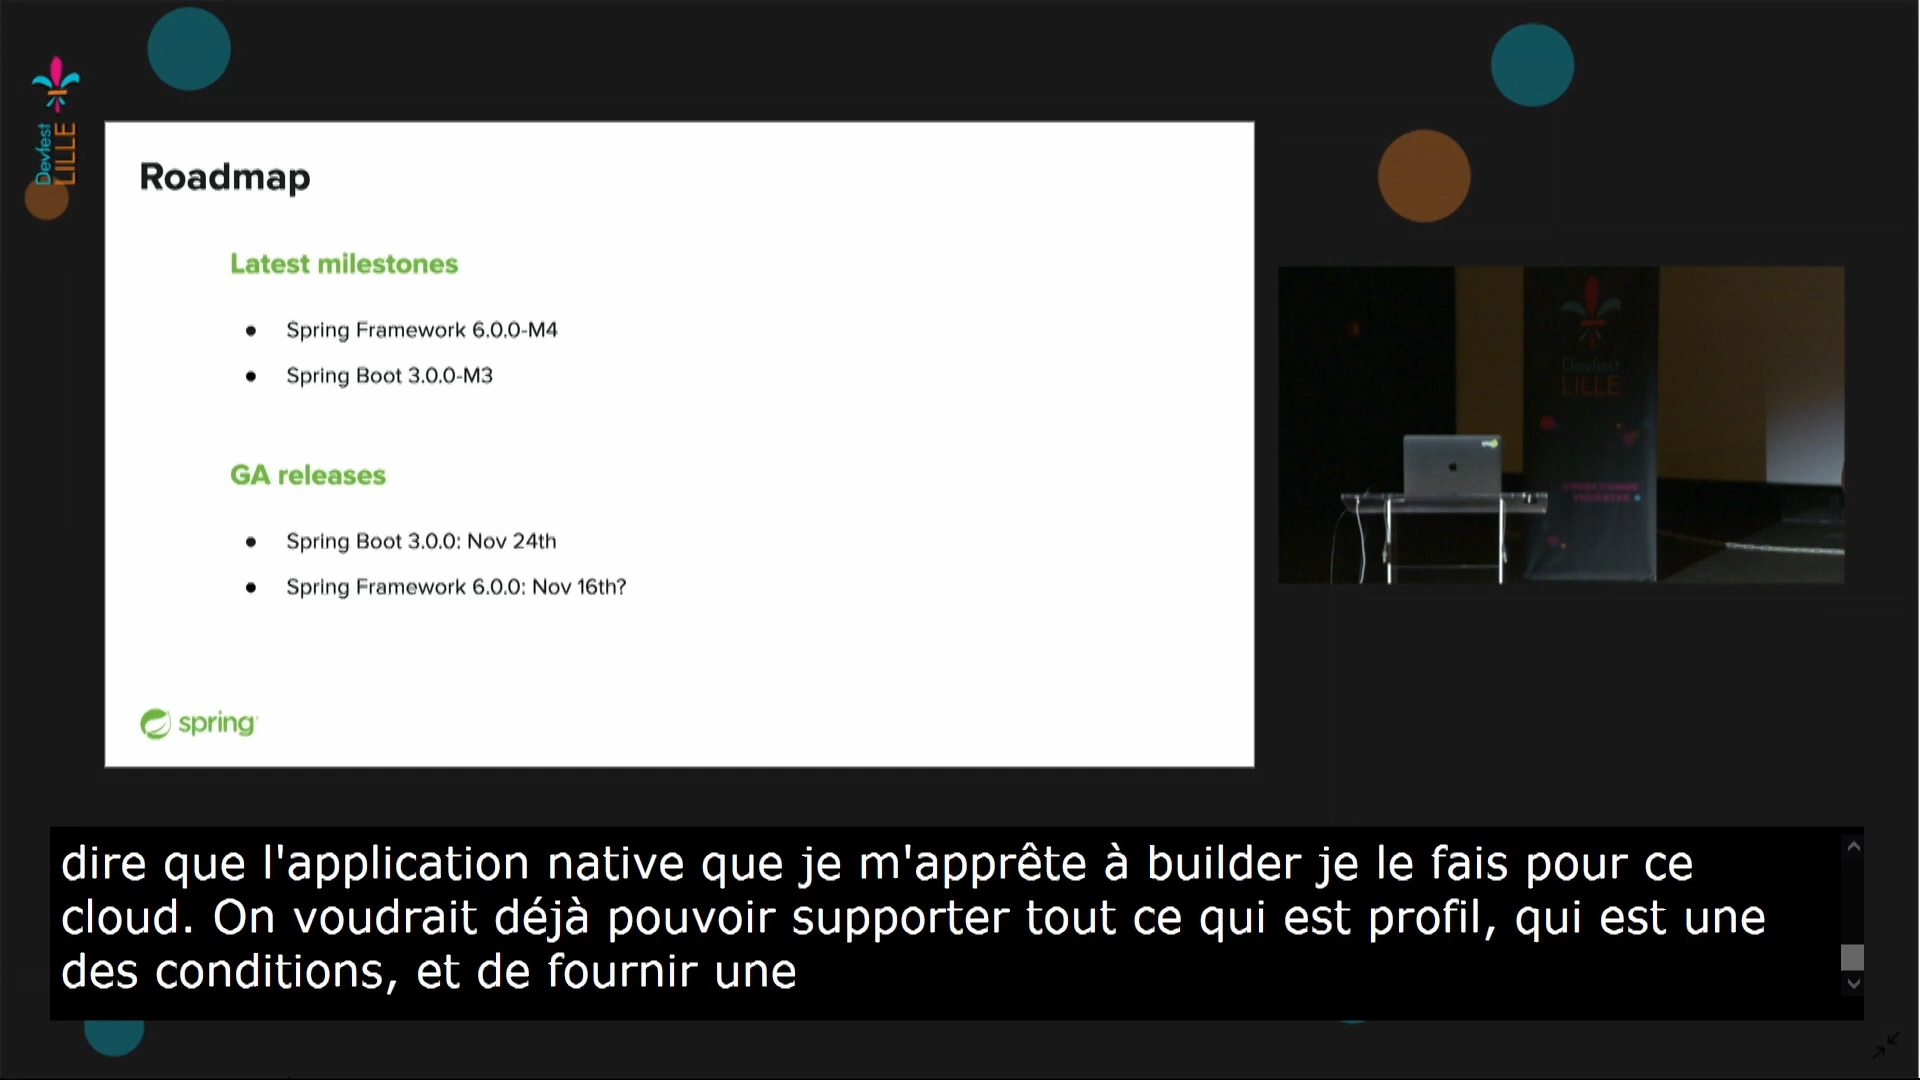 Devfest
LILLE
Roadmap
Latest milestones
● Spring Framework 6.0.0-M4
● Spring Boot 3.0.0-M3
GA releases
● Spring Boot 3.0.0: Nov 24th
● Spring Framework 6.0.0: Nov 16th?
spring
Devfest
LILLE
dire que l'application native que je m'apprête à builder je le fais pour ce
cloud. On voudrait déjà pouvoir supporter tout ce qui est profil, qui est une
des conditions, et de fournir une